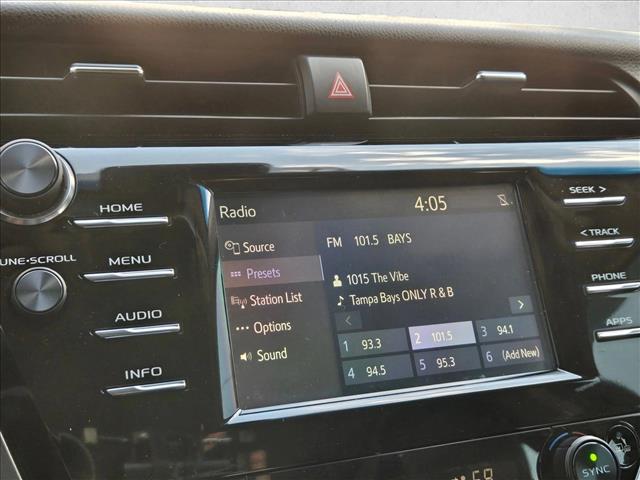 Radio 4:05
HOME
TUNE•SCROLL
MENU
AUDIO
INFO
Source
Presets
Station List
Options
Sound
FM 101.5 BAYS
1015 The Vibe
Tampa Bays ONLY R & B
1 93.3 2 101.5 3 94.1
4 94.5 5 95.3 6 (Add New)
SEEK >
< TRACK
PHONE
APPS
SYNC